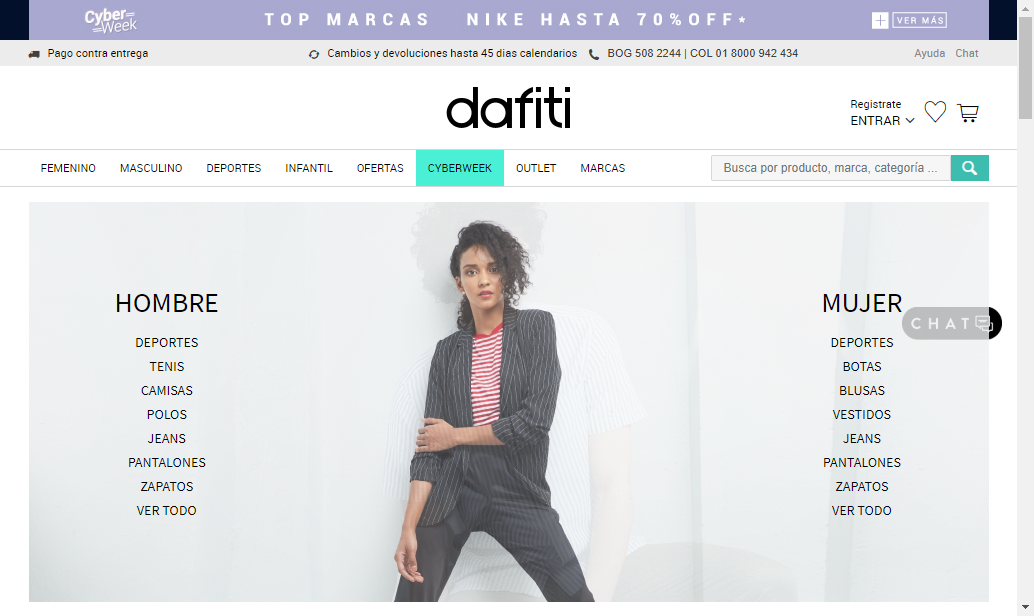 Cyber Week
TOP MARCAS NIKE HASTA 70%OFF*
VER MÁS
Pago contra entrega
Cambios y devoluciones hasta 45 dias calendarios
BOG 508 2244 | COL 01 8000 942 434
Ayuda
Chat
dafiti
Registrate
ENTRAR
FEMENINO
MASCULINO
DEPORTES
INFANTIL
OFERTAS
CYBERWEEK
OUTLET
MARCAS
Busca por producto, marca, categoría ...
HOMBRE
DEPORTES
TENIS
CAMISAS
POLOS
JEANS
PANTALONES
ZAPATOS
VER TODO
MUJER
DEPORTES
BOTAS
BLUSAS
VESTIDOS
JEANS
PANTALONES
ZAPATOS
VER TODO
CHAT